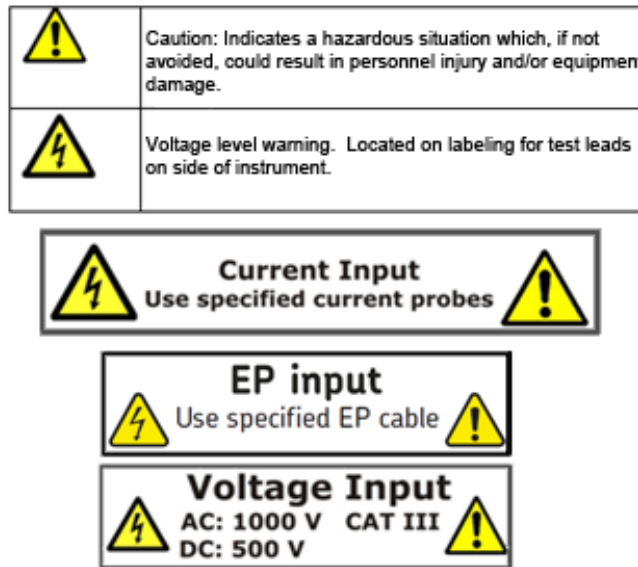 Caution: Indicates a hazardous situation which, if not
avoided, could result in personnel injury and/or equipment
damage.
Voltage level warning. Located on labeling for test leads
on side of instrument.
Current Input
Use specified current probes
EP input
Use specified EP cable
Voltage Input
AC: 1000 V CAT III
DC: 500 V